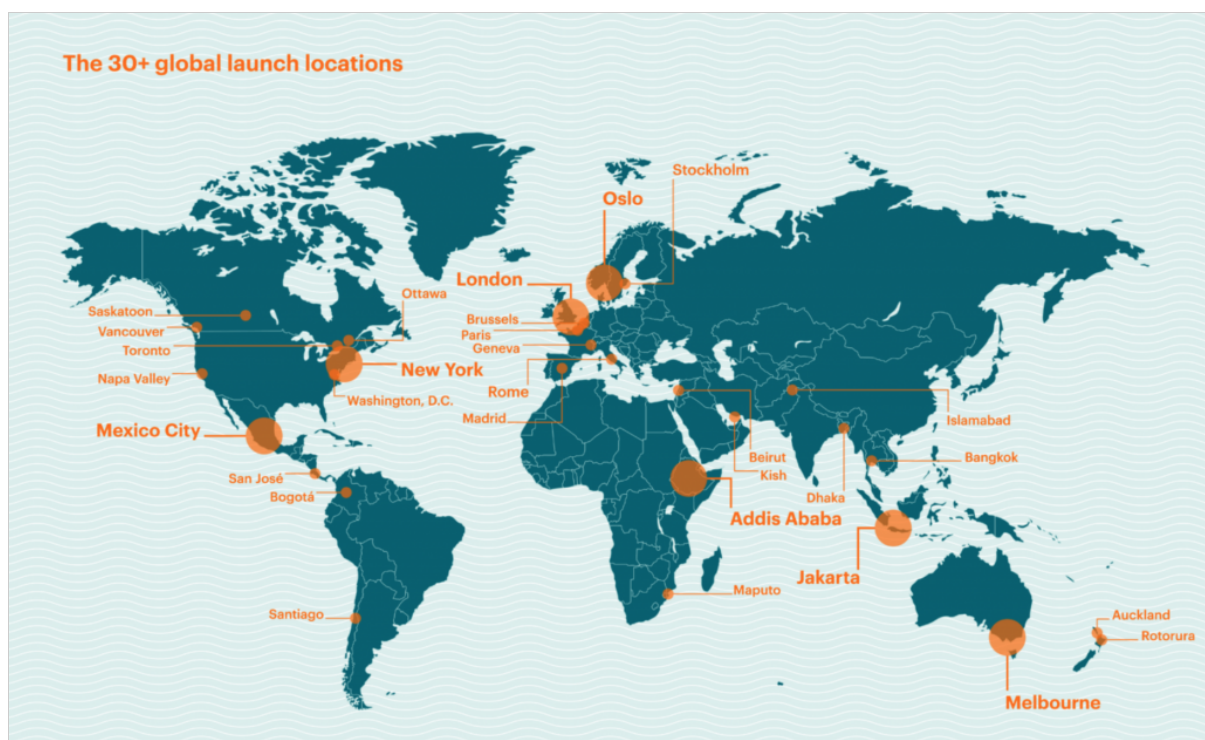 The 30+ global launch locations
Stockholm
Oslo
London
Ottawa
Saskatoon
Brussels
Vancouver
Paris
Toronto
Geneva
New York
Napa Valley
Rome
Washington, D.C.
Madrid
Islamabad
Mexico City
Beirut
Bangkok
San José
Kish
Bogotá
Dhaka
Addis Ababa
Jakarta
Maputo
Santiago
Auckland
Rotorura
Melbourne